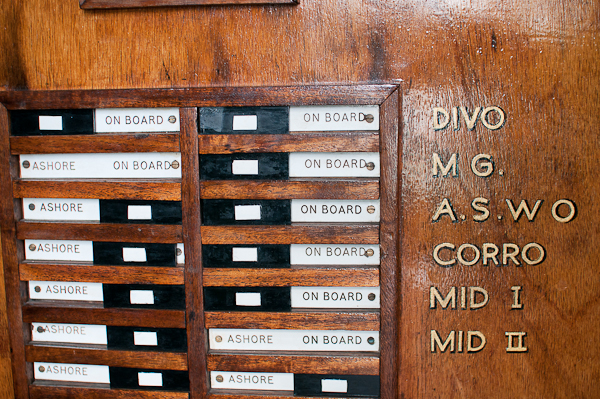 ON BOARD
ASHORE ON BOARD
ASHORE
ASHORE
ASHORE
ASHORE
ASHORE
ON BOARD
ON BOARD
ON BOARD
ON BOARD
ON BOARD
ASHORE ON BOARD
ASHORE
DIVO
M G.
A.S.WO
CORRO
MID I
MID II